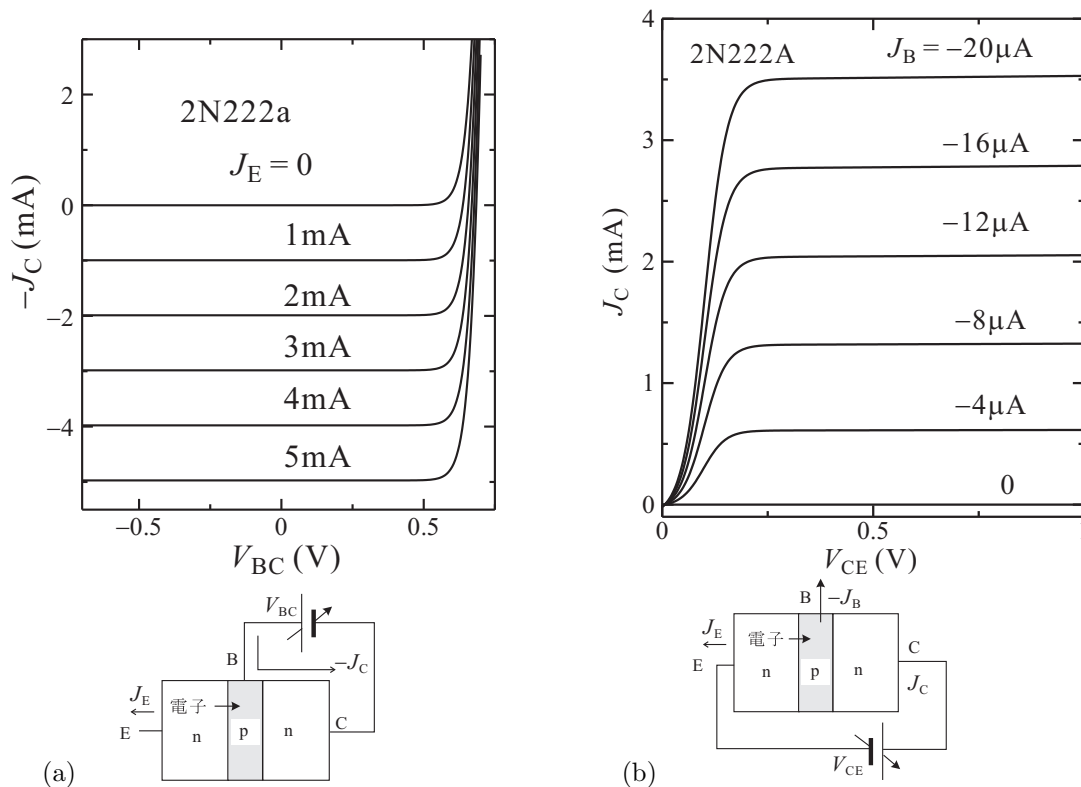 2N222a
J_E = 0
1mA
2mA
3mA
4mA
5mA
2
0
−2
−4
−J_C (mA)
−0.5
0
0.5
V_BC (V)
V_BC
B
−J_C
J_E
電子
E
n
p
n
C
(a)
2N222A
J_B = −20μA
−16μA
−12μA
−8μA
−4μA
0
4
3
2
1
0
J_C (mA)
0
0.5
1
V_CE (V)
B
−J_B
J_E
電子
E
n
p
n
C
J_C
V_CE
(b)